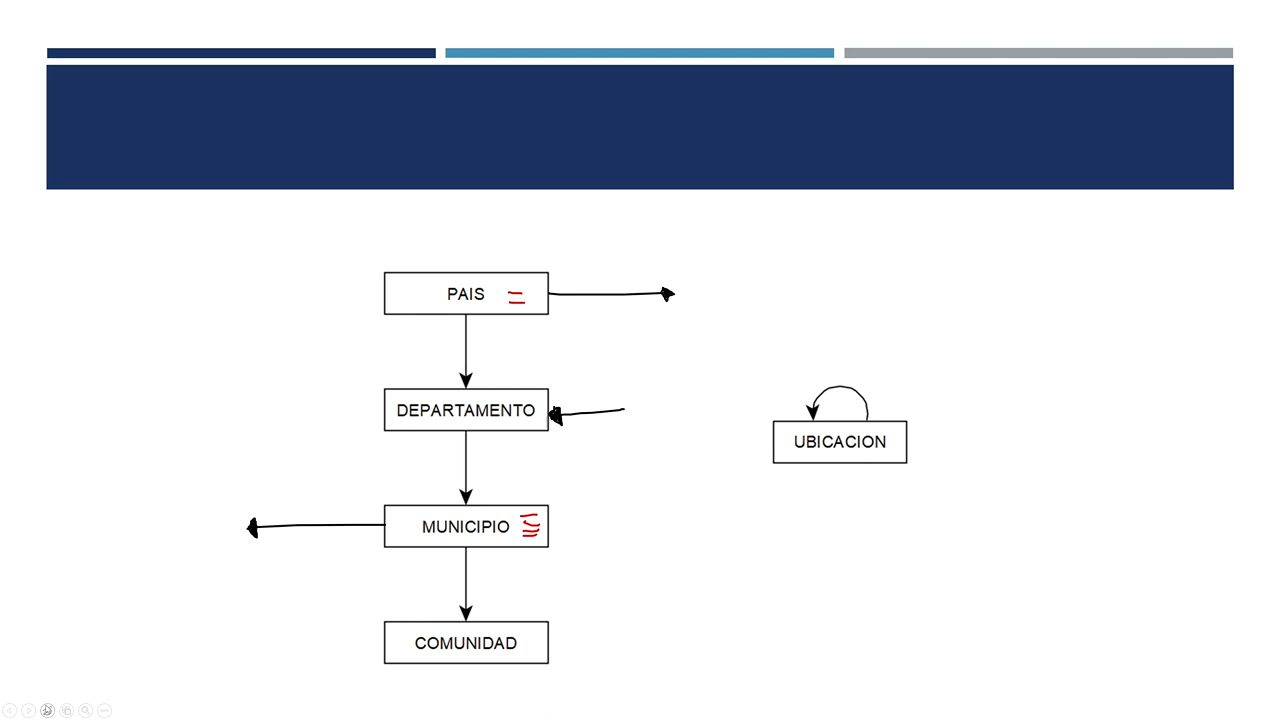 PAIS
DEPARTAMENTO
UBICACION
MUNICIPIO
COMUNIDAD